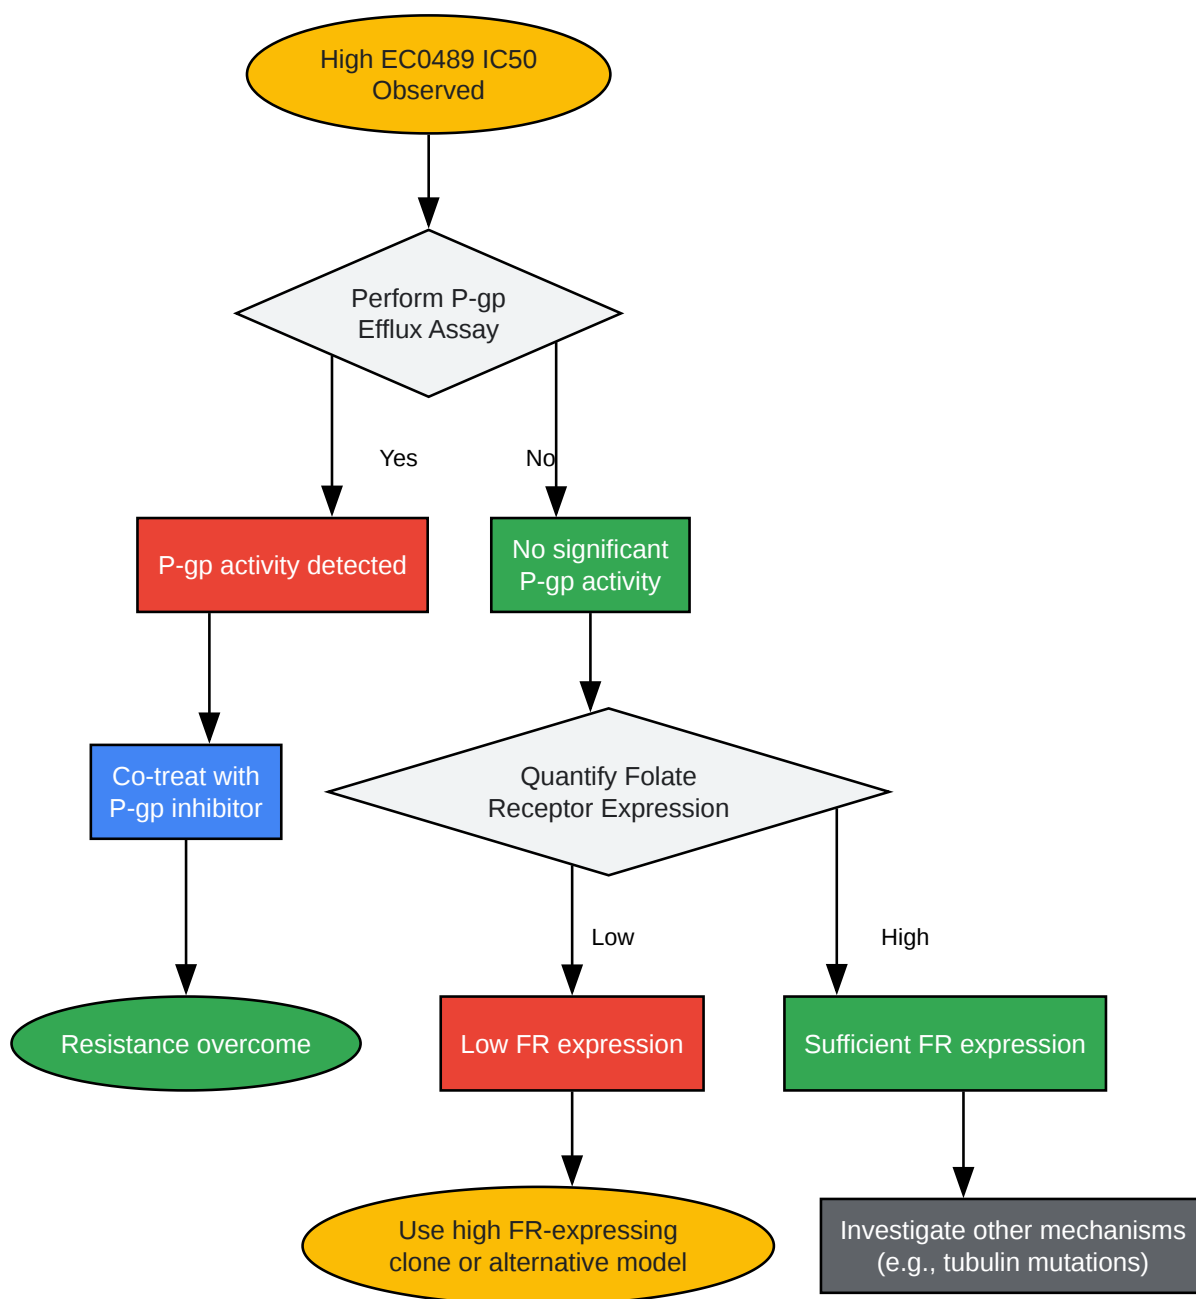 High EC0489 IC50
Observed
Perform P-gp
Efflux Assay
Yes
No
P-gp activity detected
No significant
P-gp activity
Co-treat with
P-gp inhibitor
Quantify Folate
Receptor Expression
Low
High
Resistance overcome
Low FR expression
Sufficient FR expression
Use high FR-expressing
clone or alternative model
Investigate other mechanisms
(e.g., tubulin mutations)